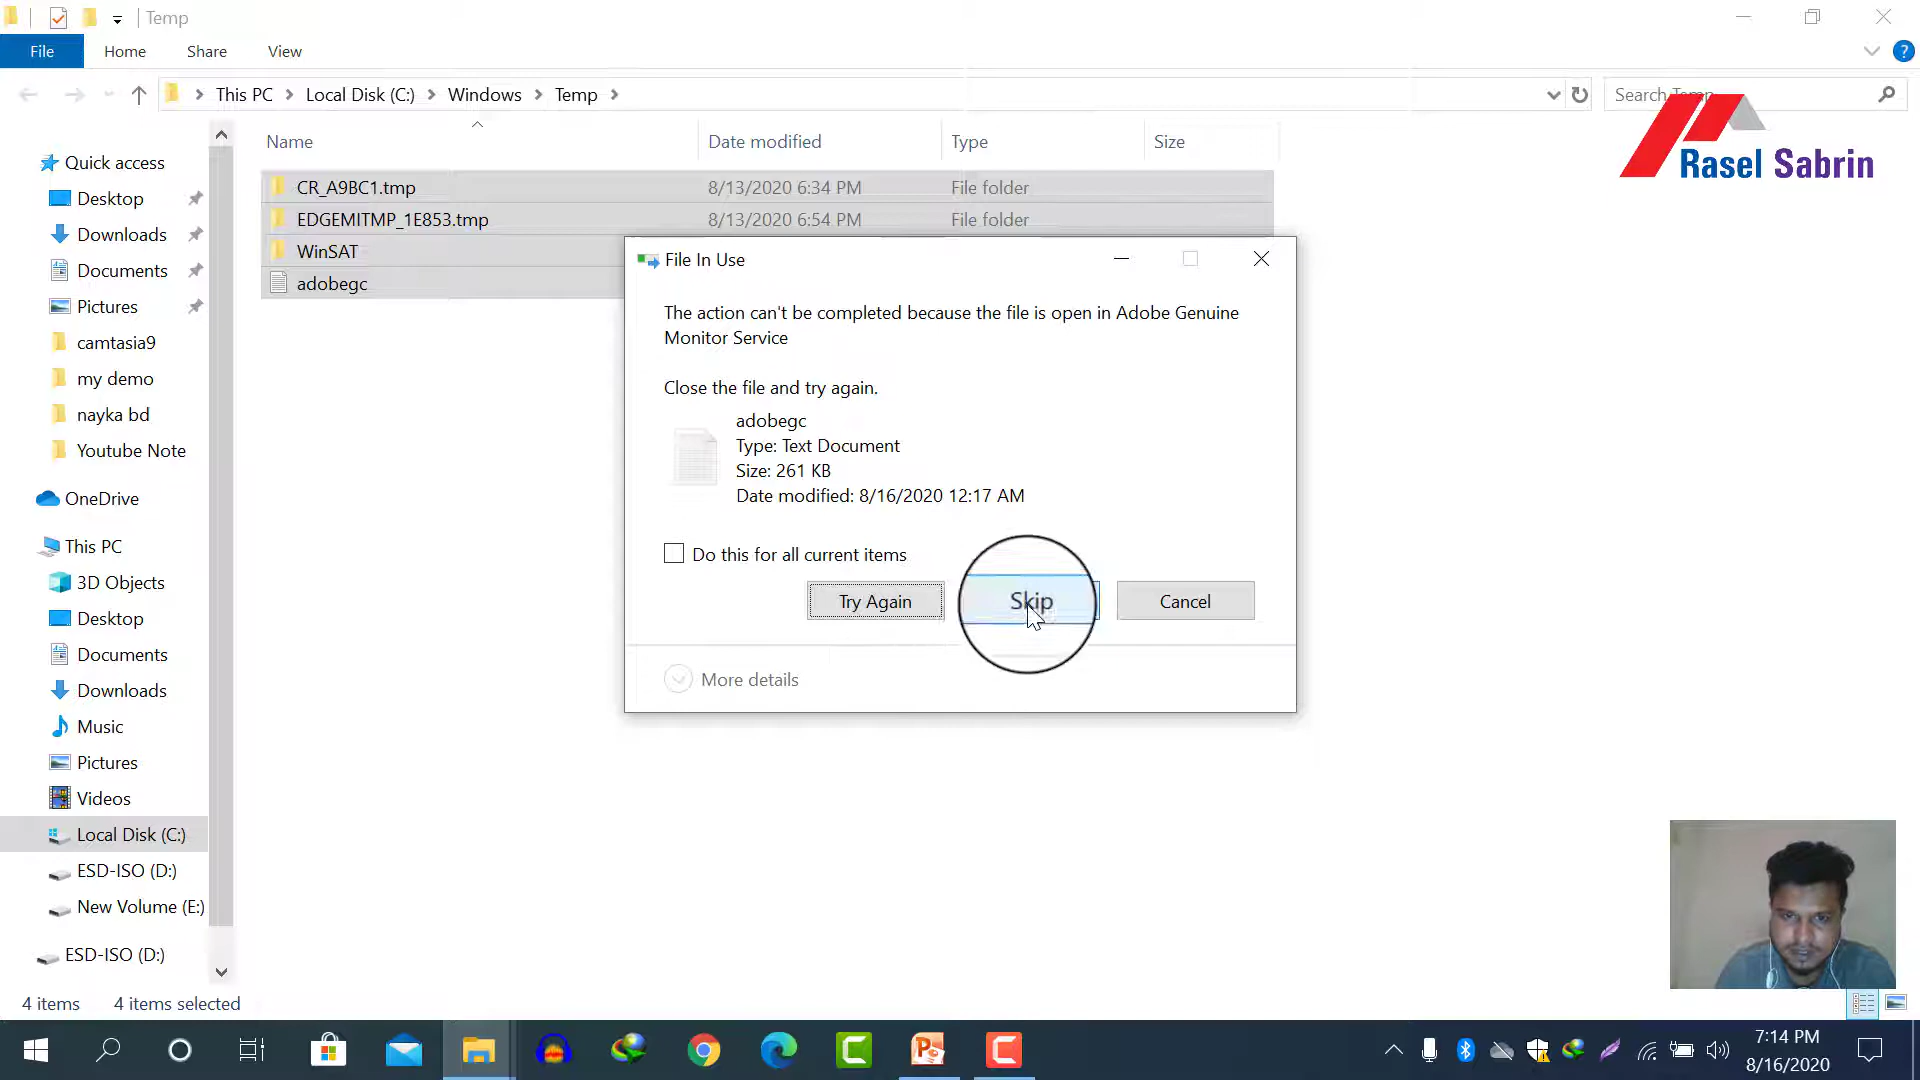 Temp
File
Home
Share
View
This PC
Local Disk (C:)
Windows
Temp
Search Temp
Rasel Sabrin
Name
Date modified
Type
Size
CR_A9BC1.tmp
8/13/2020 6:34 PM
File folder
EDGEMITMP_1E853.tmp
8/13/2020 6:54 PM
File folder
WinSAT
adobegc
Quick access
Desktop
Downloads
Documents
Pictures
camtasia9
my demo
nayka bd
Youtube Note
OneDrive
This PC
3D Objects
Desktop
Documents
Downloads
Music
Pictures
Videos
Local Disk (C:)
ESD-ISO (D:)
New Volume (E:)
ESD-ISO (D:)
File In Use
The action can't be completed because the file is open in Adobe Genuine
Monitor Service
Close the file and try again.
adobegc
Type: Text Document
Size: 261 KB
Date modified: 8/16/2020 12:17 AM
Do this for all current items
Try Again
Skip
Cancel
More details
4 items
4 items selected
7:14 PM
8/16/2020